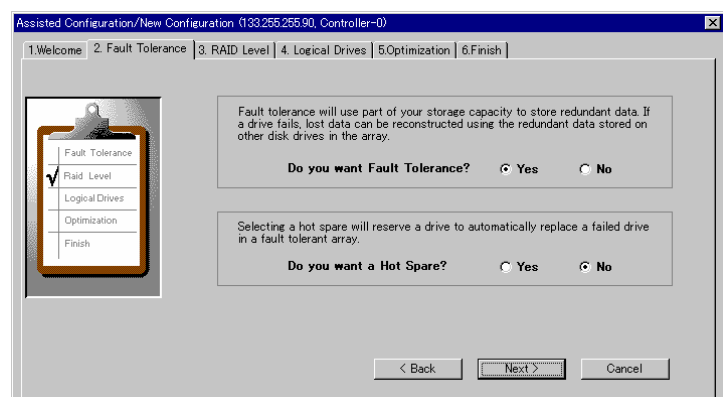 Assisted Configuration/New Configuration (133.255.255.90, Controller-0)
1.Welcome 2. Fault Tolerance 3. RAID Level 4. Logical Drives 5.Optimization 6.Finish
Fault Tolerance
Raid Level
Logical Drives
Optimization
Finish
Fault tolerance will use part of your storage capacity to store redundant data. If
a drive fails, lost data can be reconstructed using the redundant data stored on
other disk drives in the array.
Do you want Fault Tolerance? Yes No
Selecting a hot spare will reserve a drive to automatically replace a failed drive
in a fault tolerant array.
Do you want a Hot Spare? Yes No
< Back Next > Cancel